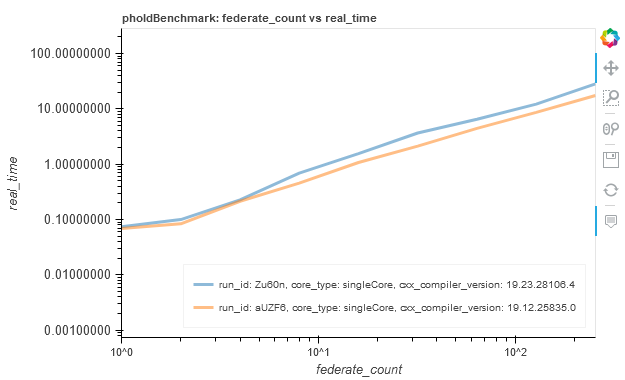 pholdBenchmark: federate_count vs real_time
100.00000000
10.00000000
1.00000000
0.10000000
0.01000000
0.00100000
real_time
run_id: Zu60n, core_type: singleCore, cxx_compiler_version: 19.23.28106.4
run_id: aUZF6, core_type: singleCore, cxx_compiler_version: 19.12.25835.0
10^0
10^1
10^2
federate_count